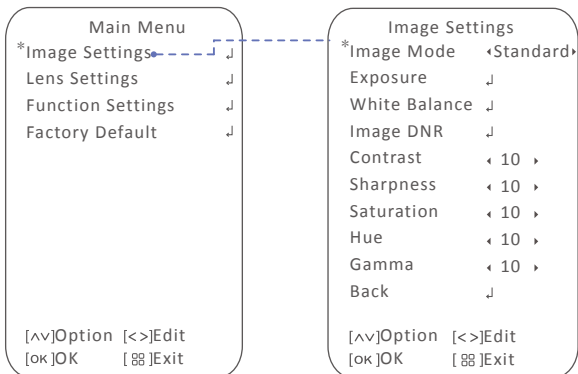 Main Menu
*Image Settings ↲
Lens Settings ↲
Function Settings ↲
Factory Default ↲
[∧∨]Option [<>]Edit
[OK]OK [88]Exit
Image Settings
*Image Mode ◂Standard▸
Exposure ↲
White Balance ↲
Image DNR ↲
Contrast ◂ 10 ▸
Sharpness ◂ 10 ▸
Saturation ◂ 10 ▸
Hue ◂ 10 ▸
Gamma ◂ 10 ▸
Back ↲
[∧∨]Option [<>]Edit
[OK]OK [88]Exit